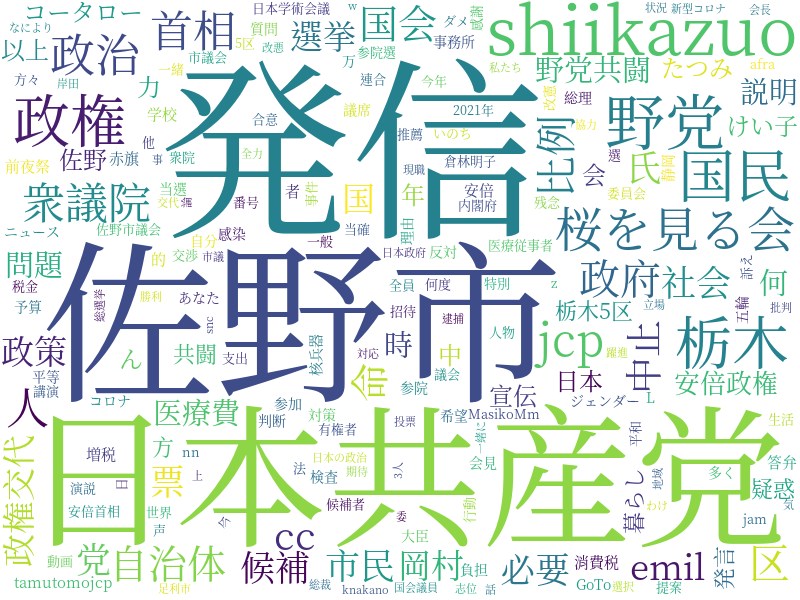 なにより コータロー 日本学術会議 w ダメ 状況 新型コロナ 会長
以上 政治 首相 方々 質問 5区 改悪 国会 参院選 事務所 感謝 shiikazuo
一緒 市議会 選挙 万 連合 私たち 野党共闘 たつみ afra
岸田 力 発信 今年 改憲 総理 説明
政権 学校 合意 議席 2021年 協力 野党 けい子
他 推薦 いのち 比例 選
佐野 赤旗 事 衆院 事件 全力 現職 倉林明子 会 氏 静岡
前夜祭 者 国 年 安倍 委員会 国民
衆議院 当選 交代 番号 当確 理由 内閣府 残念
ニュース 佐野市議会 自分 感染 日本政府 反対 医療従事者 桜を見る会 訴え
問題 的 交渉 市議 一般 全員 何度 特別 z 政府 社会 何
税金 総選挙 あなた 佐野市 招待 逮捕 人物 栃木5区 立場 五輪 批判
予算 勝利 suc 核兵器 jcp 躍進 栃木
政策 ん 共闘 支出 対応 時 中 議会 中止
平等 講演 命 参院 宣伝 日本 ジェンダー L 安倍政権
人 コロナ 医療費 参加 対策 希望 MasikoMm
方 nn 判断 有権者 投票 一緒に 平和 生活
政権交代 増税 日本共産党 票 法 検査 日本の政治 期待 3人 会見 暮らし 地域 多く 答弁
演説 日 上 行動 わけ 疑惑 気
安倍首相 世界 声 今 cc 候補者 委 大臣 jam
党 自治体 候補 市民 岡村 必要 emil 発言 区
動画 負担 消費税
tamutomojcp 足利市 総裁 knakano 国会議員 志位 話 GoTo 選択 提案